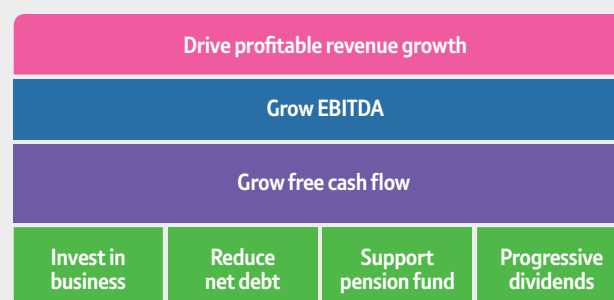 Drive profitable revenue growth
Grow EBITDA
Grow free cash flow
Invest in
business
Reduce
net debt
Support
pension fund
Progressive
dividends